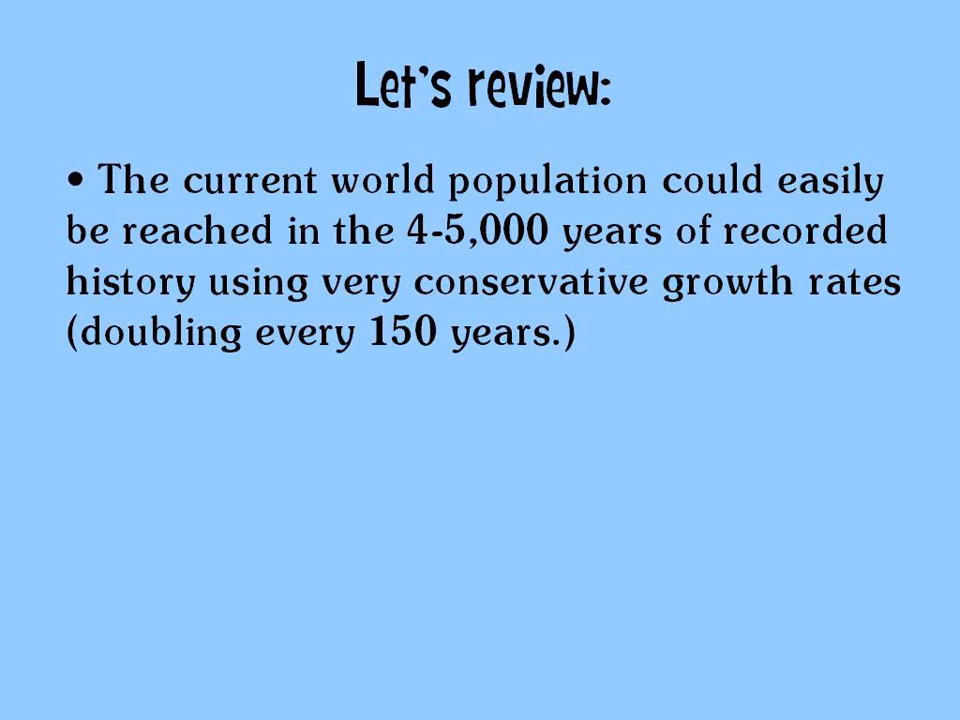 Let's review:
• The current world population could easily
be reached in the 4-5,000 years of recorded
history using very conservative growth rates
(doubling every 150 years.)